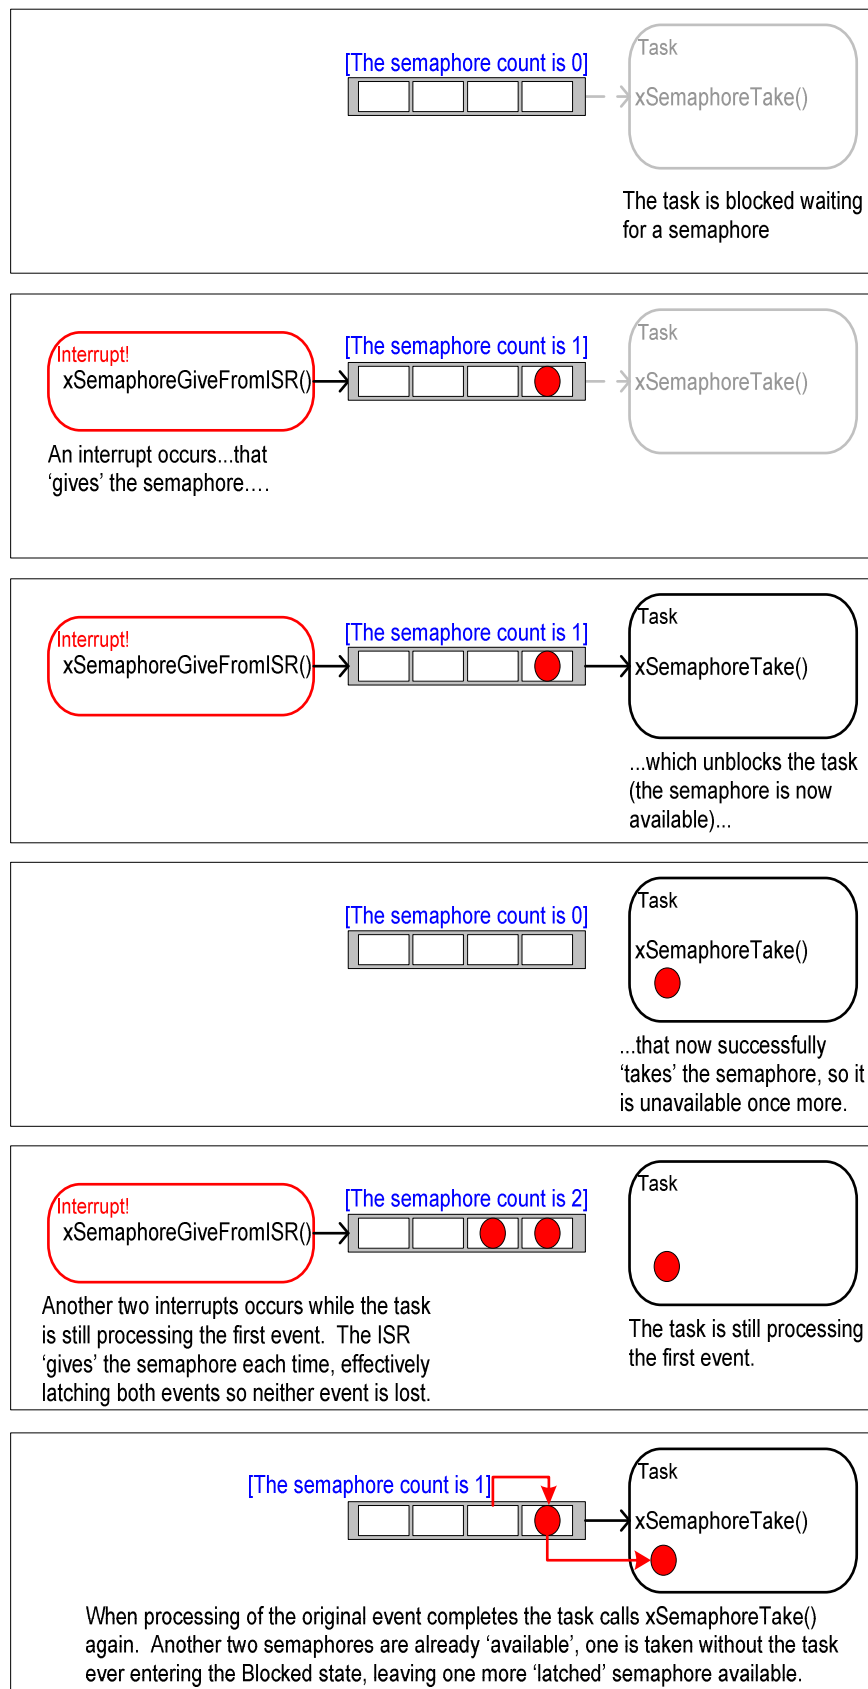 [The semaphore count is 0]
Task
xSemaphoreTake()
The task is blocked waiting
for a semaphore
Interrupt!
xSemaphoreGiveFromISR()
An interrupt occurs...that
‘gives’ the semaphore….
[The semaphore count is 1]
Task
xSemaphoreTake()
Interrupt!
xSemaphoreGiveFromISR()
[The semaphore count is 1]
Task
xSemaphoreTake()
...which unblocks the task
(the semaphore is now
available)...
[The semaphore count is 0]
Task
xSemaphoreTake()
...that now successfully
‘takes’ the semaphore, so it
is unavailable once more.
Interrupt!
xSemaphoreGiveFromISR()
[The semaphore count is 2]
Task
Another two interrupts occurs while the task
is still processing the first event.  The ISR
‘gives’ the semaphore each time, effectively
latching both events so neither event is lost.
The task is still processing
the first event.
[The semaphore count is 1]
Task
xSemaphoreTake()
When processing of the original event completes the task calls xSemaphoreTake()
again.  Another two semaphores are already ‘available’, one is taken without the task
ever entering the Blocked state, leaving one more ‘latched’ semaphore available.